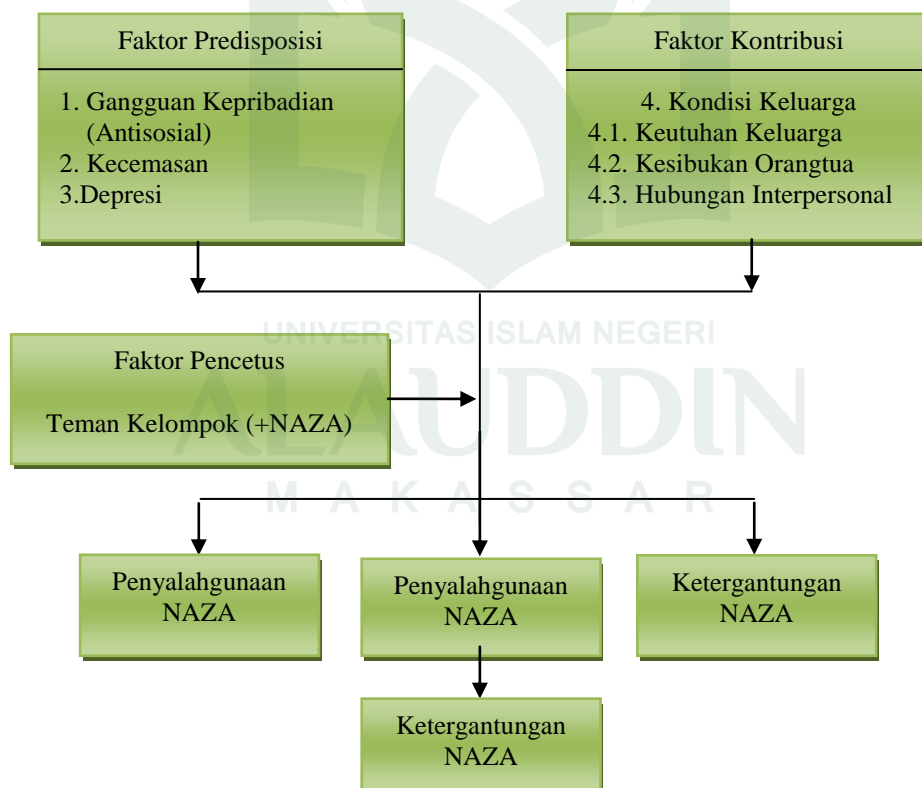 Faktor Predisposisi
1. Gangguan Kepribadian
(Antisosial)
2. Kecemasan
3.Depresi
Faktor Kontribusi
4. Kondisi Keluarga
4.1. Keutuhan Keluarga
4.2. Kesibukan Orangtua
4.3. Hubungan Interpersonal
UNIVERSITAS ISLAM NEGERI
ALAUDDIN
MAKASSAR
Faktor Pencetus
Teman Kelompok (+NAZA)
Penyalahgunaan
NAZA
Penyalahgunaan
NAZA
Ketergantungan
NAZA
Ketergantungan
NAZA